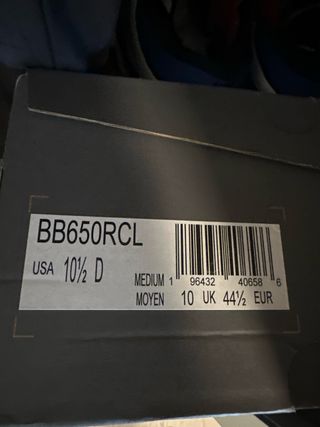 BB650RCL
USA 10½ D MEDIUM 1 96432 40658 6
MOYEN 10 UK 44½ EUR